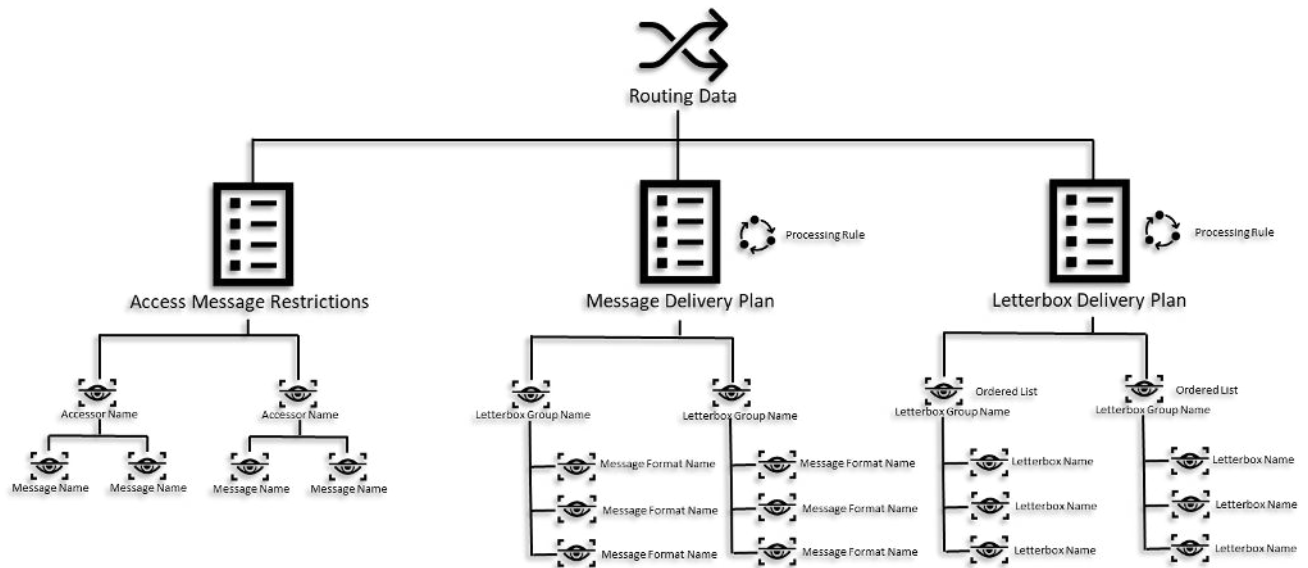 Routing Data
Processing Rule
Processing Rule
Access Message Restrictions
Message Delivery Plan
Letterbox Delivery Plan
Accessor Name
Accessor Name
Message Name
Message Name
Message Name
Message Name
Letterbox Group Name
Letterbox Group Name
Message Format Name
Message Format Name
Message Format Name
Message Format Name
Message Format Name
Message Format Name
Ordered List
Letterbox Group Name
Ordered List
Letterbox Group Name
Letterbox Name
Letterbox Name
Letterbox Name
Letterbox Name
Letterbox Name
Letterbox Name